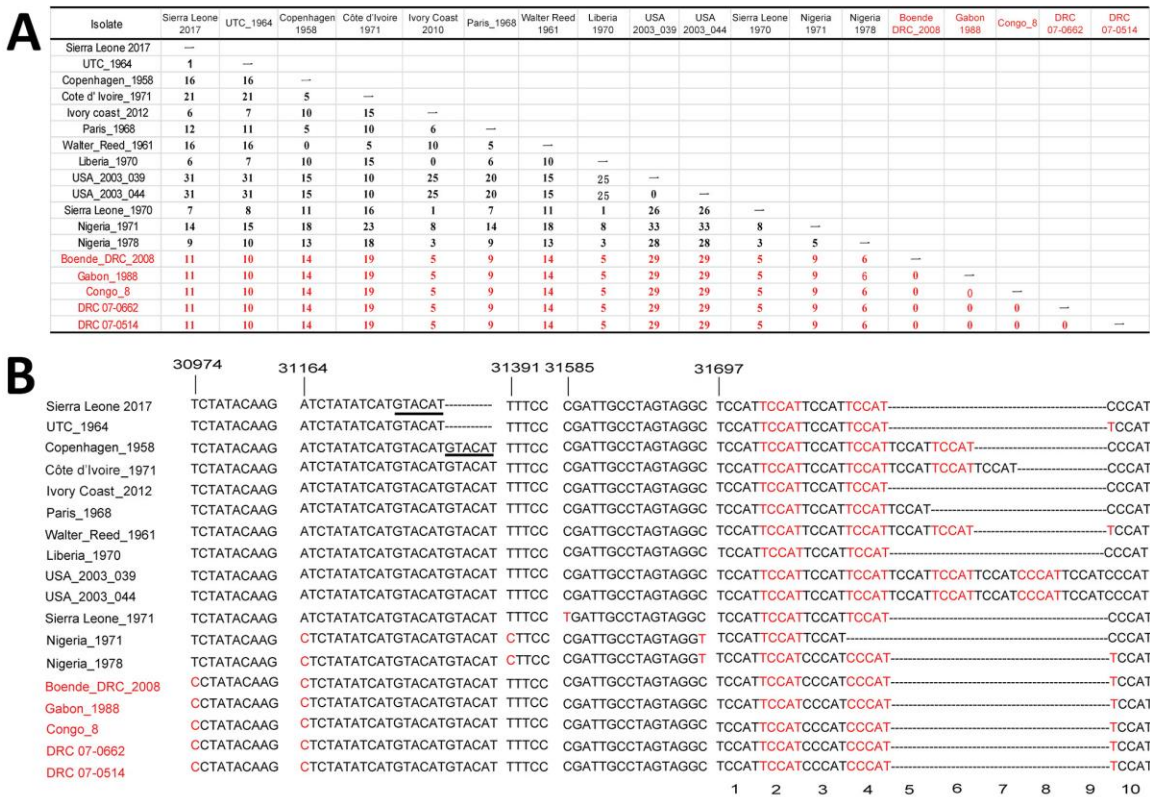 A
Isolate Sierra Leone 2017 UTC_1964 Copenhagen 1958 Côte d'Ivoire 1971 Ivory Coast 2010 Paris_1968 Walter Reed 1961 Liberia 1970 USA 2003_039 USA 2003_044 Sierra Leone 1970 Nigeria 1971 Nigeria 1978 Boende DRC_2008 Gabon 1988 Congo_8 DRC 07-0662 DRC 07-0514
Sierra Leone 2017 —
UTC_1964 1 —
Copenhagen_1958 16 16 —
Cote d' Ivoire_1971 21 21 5 —
Ivory coast_2012 6 7 10 15 —
Paris_1968 12 11 5 10 6 —
Walter_Reed_1961 16 16 0 5 10 5 —
Liberia_1970 6 7 10 15 0 6 10 —
USA_2003_039 31 31 15 10 25 20 15 25 —
USA_2003_044 31 31 15 10 25 20 15 25 0 —
Sierra Leone_1970 7 8 11 16 1 7 11 1 26 26 —
Nigeria_1971 14 15 18 23 8 14 18 8 33 33 8 —
Nigeria_1978 9 10 13 18 3 9 13 3 28 28 3 5 —
Boende_DRC_2008 11 10 14 19 5 9 14 5 29 29 5 9 6 —
Gabon_1988 11 10 14 19 5 9 14 5 29 29 5 9 6 0 —
Congo_8 11 10 14 19 5 9 14 5 29 29 5 9 6 0 0 —
DRC 07-0662 11 10 14 19 5 9 14 5 29 29 5 9 6 0 0 0 —
DRC 07-0514 11 10 14 19 5 9 14 5 29 29 5 9 6 0 0 0 0 —
B
30974 31164 31391 31585 31697
Sierra Leone 2017 TCTATACAAG ATCTATATCATGTACAT----------- TTTCC CGATTGCCTAGTAGGC TCCATTCCATTCCATTCCAT-------------------------CCCAT
UTC_1964 TCTATACAAG ATCTATATCATGTACAT----------- TTTCC CGATTGCCTAGTAGGC TCCATTCCATTCCATTCCAT-------------------------TCCAT
Copenhagen_1958 TCTATACAAG ATCTATATCATGTACATGTACAT TTTCC CGATTGCCTAGTAGGC TCCATTCCATTCCATTCCATTCCATTCCAT---------------CCCAT
Côte d'Ivoire_1971 TCTATACAAG ATCTATATCATGTACATGTACAT TTTCC CGATTGCCTAGTAGGC TCCATTCCATTCCATTCCATTCCATTCCATTCCAT----------CCCAT
Ivory Coast_2012 TCTATACAAG ATCTATATCATGTACATGTACAT TTTCC CGATTGCCTAGTAGGC TCCATTCCATTCCATTCCAT-------------------------CCCAT
Paris_1968 TCTATACAAG ATCTATATCATGTACATGTACAT TTTCC CGATTGCCTAGTAGGC TCCATTCCATTCCATTCCATTCCAT--------------------CCCAT
Walter_Reed_1961 TCTATACAAG ATCTATATCATGTACATGTACAT TTTCC CGATTGCCTAGTAGGC TCCATTCCATTCCATTCCATTCCATTCCAT---------------TCCAT
Liberia_1970 TCTATACAAG ATCTATATCATGTACATGTACAT TTTCC CGATTGCCTAGTAGGC TCCATTCCATTCCATTCCAT-------------------------CCCAT
USA_2003_039 TCTATACAAG ATCTATATCATGTACATGTACAT TTTCC CGATTGCCTAGTAGGC TCCATTCCATTCCATTCCATTCCATTCCATTCCATCCCATTCCATCCCAT
USA_2003_044 TCTATACAAG ATCTATATCATGTACATGTACAT TTTCC CGATTGCCTAGTAGGC TCCATTCCATTCCATTCCATTCCATTCCATTCCATCCCATTCCATCCCAT
Sierra Leone_1971 TCTATACAAG ATCTATATCATGTACATGTACAT TTTCC TGATTGCCTAGTAGGC TCCATTCCATTCCATTCCAT-------------------------CCCAT
Nigeria_1971 TCTATACAAG CTCTATATCATGTACATGTACAT CTTCC CGATTGCCTAGTAGGT TCCATTCCATTCCAT------------------------------CCCAT
Nigeria_1978 TCTATACAAG CTCTATATCATGTACATGTACAT CTTCC CGATTGCCTAGTAGGT TCCATTCCATCCCATCCCAT-------------------------TCCAT
Boende_DRC_2008 CCTATACAAG CTCTATATCATGTACATGTACAT TTTCC CGATTGCCTAGTAGGC TCCATTCCATCCCATCCCAT-------------------------TCCAT
Gabon_1988 CCTATACAAG CTCTATATCATGTACATGTACAT TTTCC CGATTGCCTAGTAGGC TCCATTCCATCCCATCCCAT-------------------------TCCAT
Congo_8 CCTATACAAG CTCTATATCATGTACATGTACAT TTTCC CGATTGCCTAGTAGGC TCCATTCCATCCCATCCCAT-------------------------TCCAT
DRC 07-0662 CCTATACAAG CTCTATATCATGTACATGTACAT TTTCC CGATTGCCTAGTAGGC TCCATTCCATCCCATCCCAT-------------------------TCCAT
DRC 07-0514 CCTATACAAG CTCTATATCATGTACATGTACAT TTTCC CGATTGCCTAGTAGGC TCCATTCCATCCCATCCCAT-------------------------TCCAT
1 2 3 4 5 6 7 8 9 10